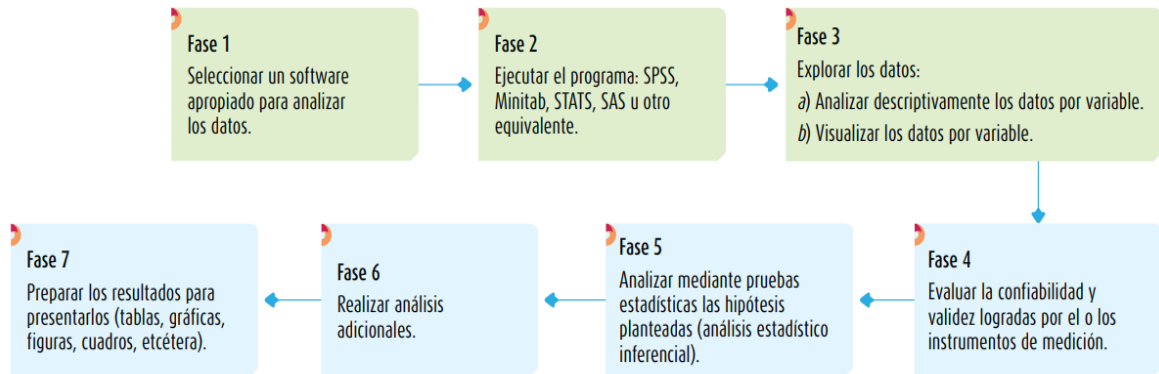 Fase 1
Seleccionar un software
apropiado para analizar
los datos.
Fase 2
Ejecutar el programa: SPSS,
Minitab, STATS, SAS u otro
equivalente.
Fase 3
Explorar los datos:
a) Analizar descriptivamente los datos por variable.
b) Visualizar los datos por variable.
Fase 4
Evaluar la confiabilidad y
validez logradas por el o los
instrumentos de medición.
Fase 5
Analizar mediante pruebas
estadísticas las hipótesis
planteadas (análisis estadístico
inferencial).
Fase 6
Realizar análisis
adicionales.
Fase 7
Preparar los resultados para
presentarlos (tablas, gráficas,
figuras, cuadros, etcétera).